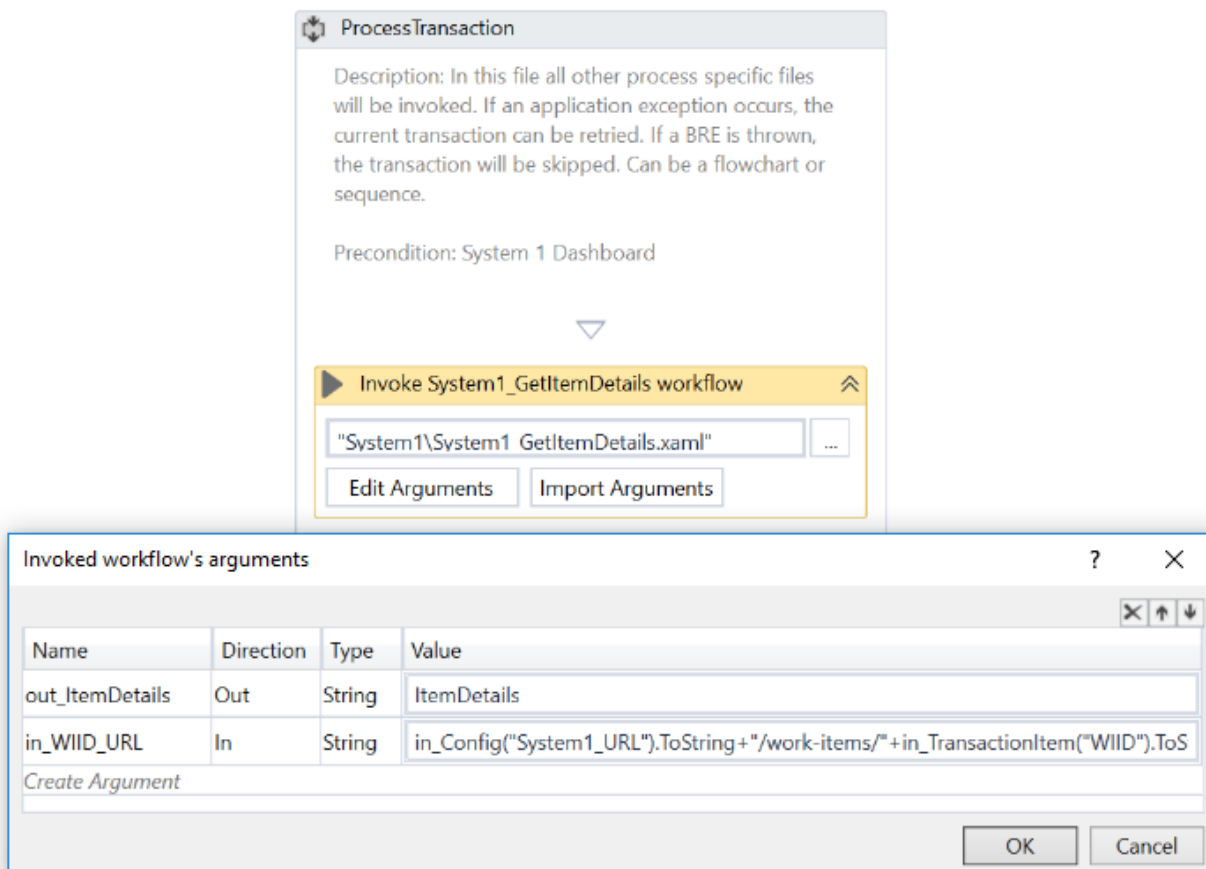 ProcessTransaction
Description: In this file all other process specific files
will be invoked. If an application exception occurs, the
current transaction can be retried. If a BRE is thrown,
the transaction will be skipped. Can be a flowchart or
sequence.
Precondition: System 1 Dashboard
Invoke System1_GetItemDetails workflow
"System1\System1_GetItemDetails.xaml"
...
Edit Arguments
Import Arguments
Invoked workflow's arguments
?
Name Direction Type Value
out_ItemDetails Out String ItemDetails
in_WIID_URL In String in_Config("System1_URL").ToString+"/work-items/"+in_TransactionItem("WIID").ToS
Create Argument
OK Cancel